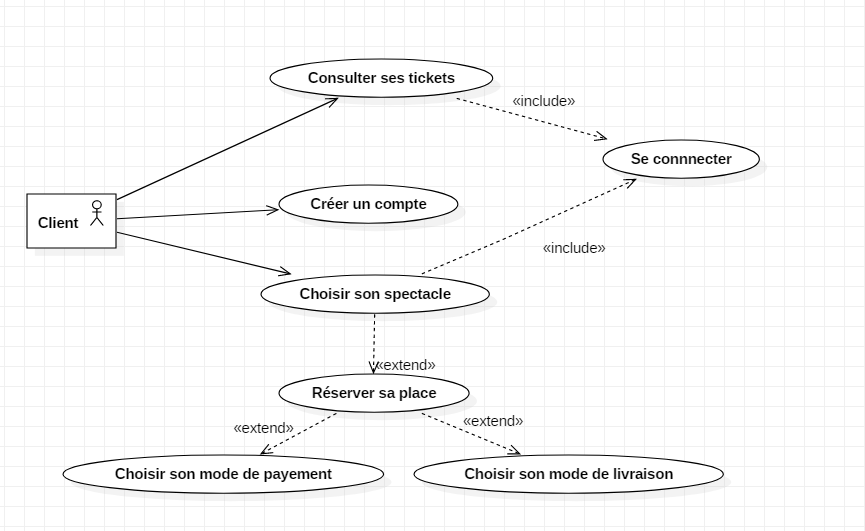 Consulter ses tickets
«include»
Se connnecter
Client
Créer un compte
«include»
Choisir son spectacle
«extend»
Réserver sa place
«extend»
«extend»
Choisir son mode de payement
Choisir son mode de livraison